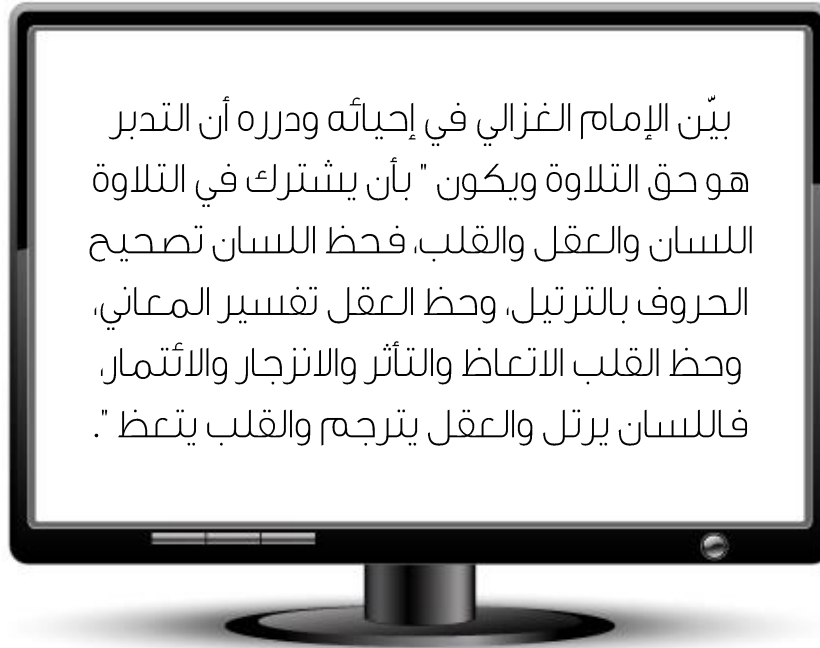 بيّن الإمام الغزالي في إحيائه ودرره أن التدبر
هو حق التلاوة ويكون " بأن يشترك في التلاوة
اللسان والعقل والقلب، فحظ اللسان تصحيح
الحروف بالترتيل، وحظ العقل تفسير المعاني،
وحظ القلب الاتعاظ والتأثر والانزجار والائتمار،
فاللسان يرتل والعقل يترجم والقلب يتعظ ".